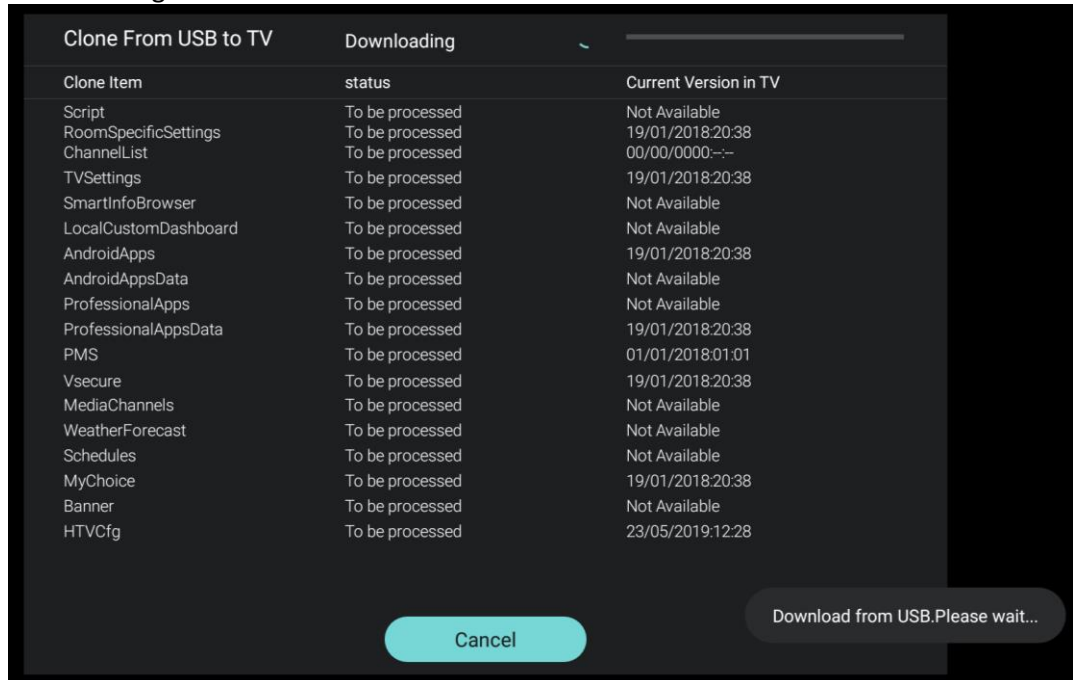 Clone From USB to TV Downloading
Clone Item status Current Version in TV
Script To be processed Not Available
RoomSpecificSettings To be processed 19/01/2018:20:38
ChannelList To be processed 00/00/0000:--:--
TVSettings To be processed 19/01/2018:20:38
SmartInfoBrowser To be processed Not Available
LocalCustomDashboard To be processed Not Available
AndroidApps To be processed 19/01/2018:20:38
AndroidAppsData To be processed Not Available
ProfessionalApps To be processed Not Available
ProfessionalAppsData To be processed 19/01/2018:20:38
PMS To be processed 01/01/2018:01:01
Vsecure To be processed 19/01/2018:20:38
MediaChannels To be processed Not Available
WeatherForecast To be processed Not Available
Schedules To be processed Not Available
MyChoice To be processed 19/01/2018:20:38
Banner To be processed Not Available
HTVCfg To be processed 23/05/2019:12:28
Download from USB.Please wait...
Cancel